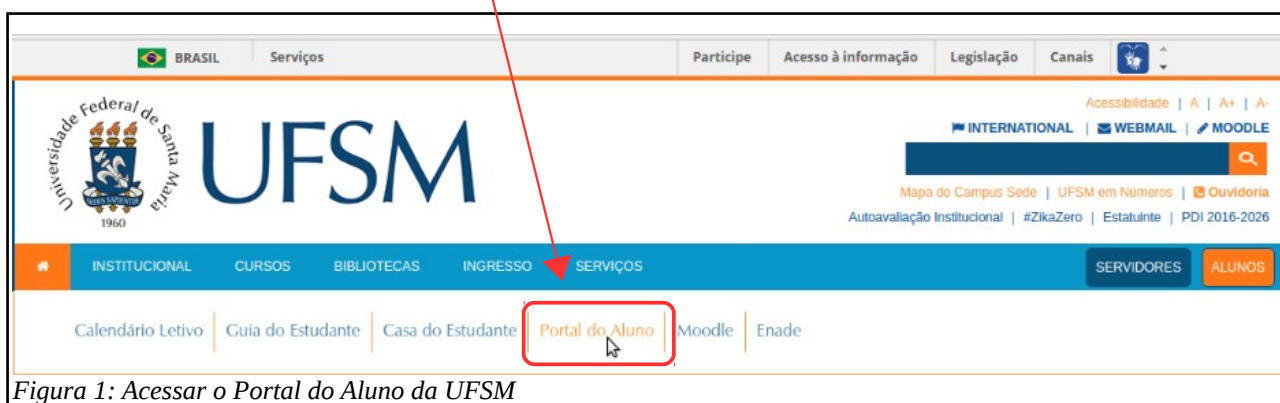 BRASIL Serviços Participe Acesso à informação Legislação Canais
Acessibilidade | A | A+ | A-
INTERNATIONAL | WEBMAIL | MOODLE
Universidade Federal de Santa Maria
SEDES SAPIENTIAE
1960
UFSM
Mapa do Campus Sede | UFSM em Números | Ouvidoria
Autoavaliação Institucional | #ZikaZero | Estatuinte | PDI 2016-2026
INSTITUCIONAL CURSOS BIBLIOTECAS INGRESSO SERVIÇOS SERVIDORES ALUNOS
Calendário Letivo Guia do Estudante Casa do Estudante Portal do Aluno Moodle Enade
Figura 1: Acessar o Portal do Aluno da UFSM